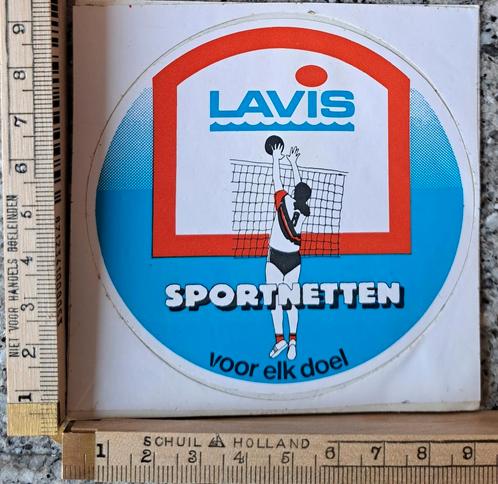 LAVIS
SPORTNETTEN
voor elk doel
NIET VOOR HANDELS DOELEINDEN
1 2 3 4 5 6 7 8 9
SCHUIL HOLLAND
1 2 3 4 5 6 7 8 9